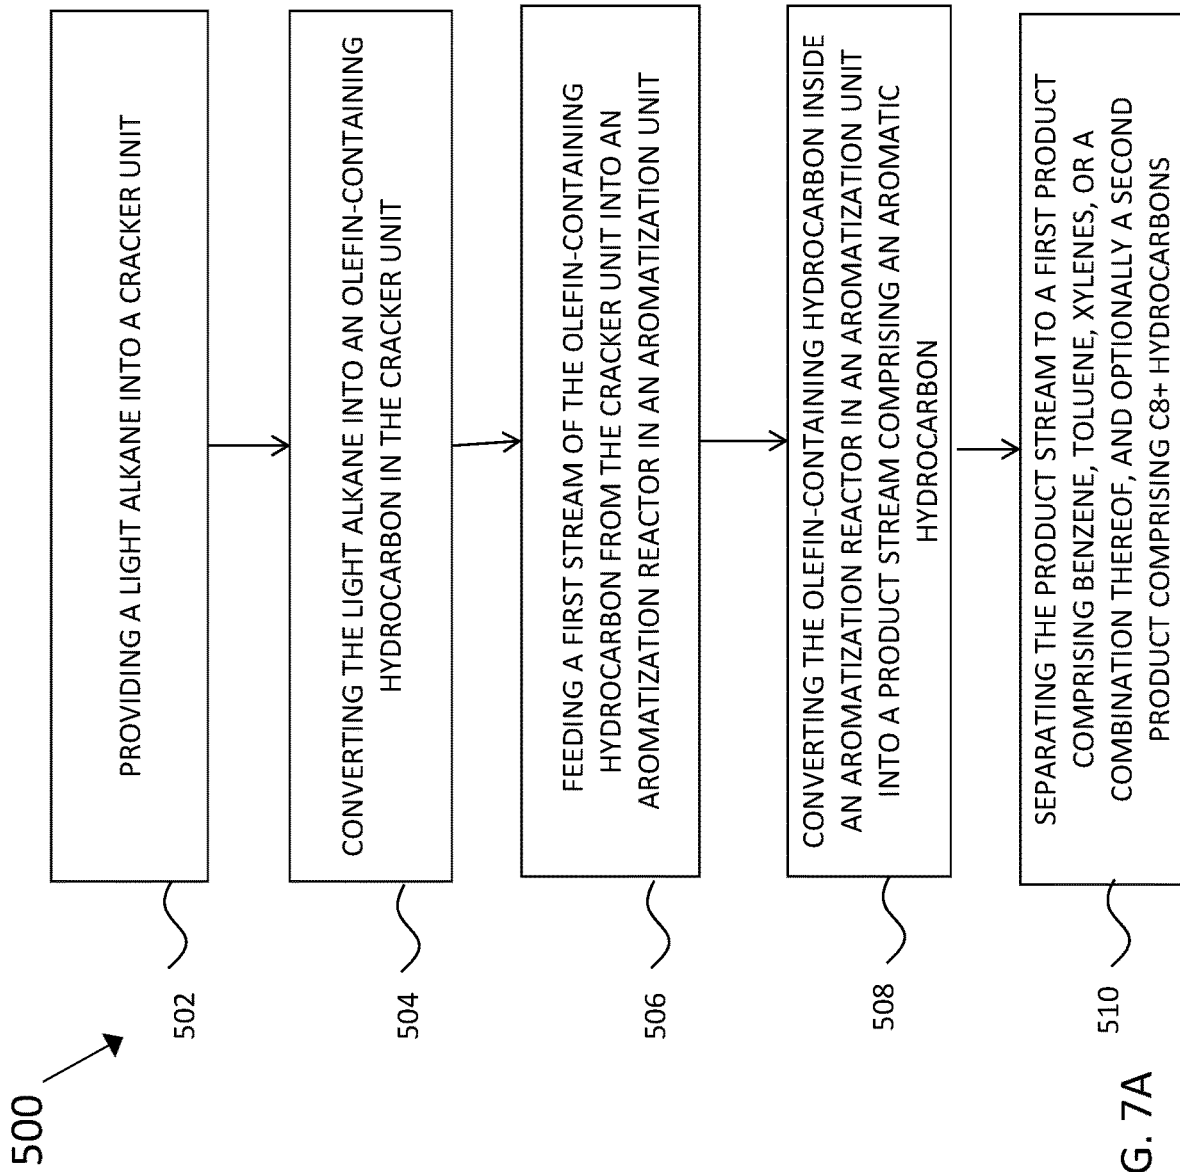 500
502
PROVIDING A LIGHT ALKANE INTO A CRACKER UNIT
504
CONVERTING THE LIGHT ALKANE INTO AN OLEFIN-CONTAINING
HYDROCARBON IN THE CRACKER UNIT
506
FEEDING A FIRST STREAM OF THE OLEFIN-CONTAINING
HYDROCARBON FROM THE CRACKER UNIT INTO AN
AROMATIZATION REACTOR IN AN AROMATIZATION UNIT
508
CONVERTING THE OLEFIN-CONTAINING HYDROCARBON INSIDE
AN AROMATIZATION REACTOR IN AN AROMATIZATION UNIT
INTO A PRODUCT STREAM COMPRISING AN AROMATIC
HYDROCARBON
510
SEPARATING THE PRODUCT STREAM TO A FIRST PRODUCT
COMPRISING BENZENE, TOLUENE, XYLENES, OR A
COMBINATION THEREOF, AND OPTIONALLY A SECOND
PRODUCT COMPRISING C8+ HYDROCARBONS
G. 7A